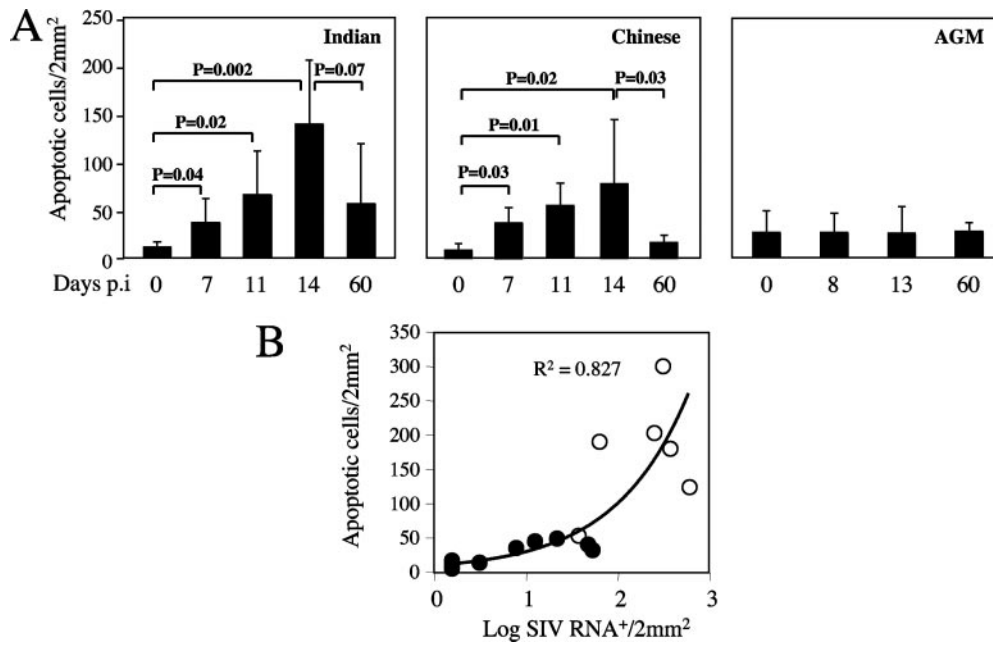 A
Apoptotic cells/2mm²
250
200
150
100
50
0
Indian
P=0.002
P=0.07
P=0.02
P=0.04
Days p.i 0 7 11 14 60
Chinese
P=0.02
P=0.03
P=0.01
P=0.03
0 7 11 14 60
AGM
0 8 13 60
B
Apoptotic cells/2mm²
350
300
250
200
150
100
50
0
R² = 0.827
0 1 2 3
Log SIV RNA⁺/2mm²